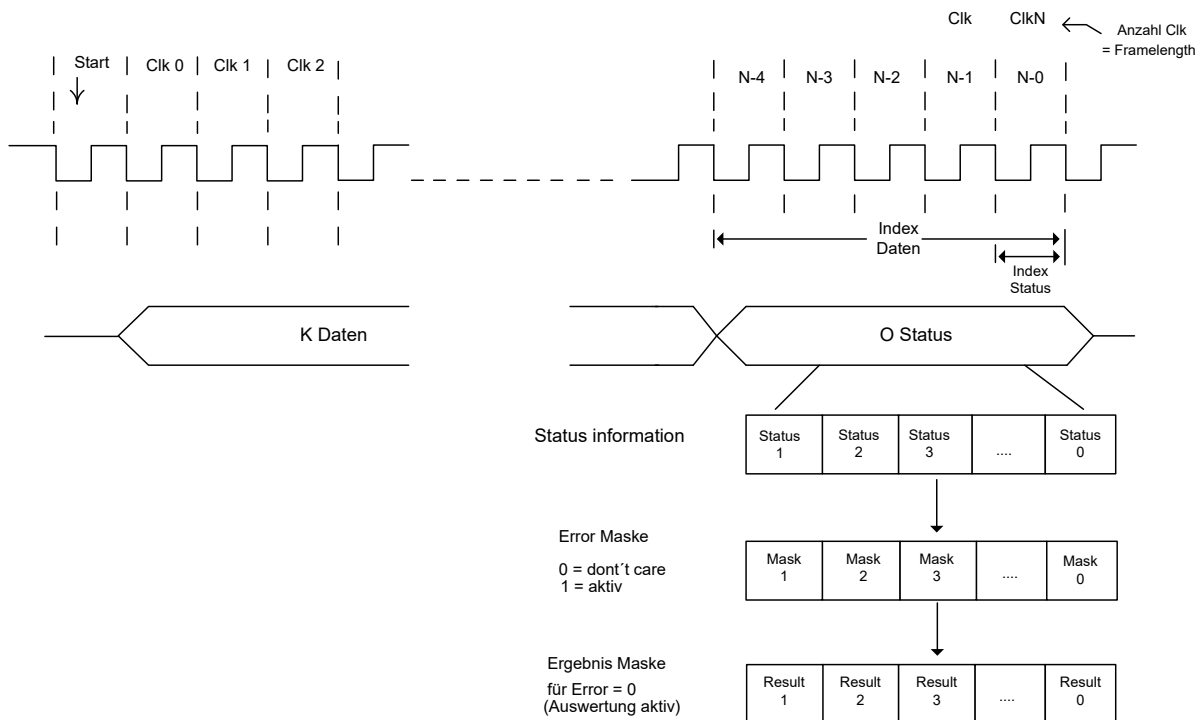 Clk ClkN
Anzahl Clk
= Framelength
Start Clk 0 Clk 1 Clk 2
N-4 N-3 N-2 N-1 N-0
Index
Daten
Index
Status
K Daten
O Status
Status information
Status Status Status Status
1 2 3 .... 0
Error Maske
0 = dont´t care
1 = aktiv
Mask Mask Mask Mask
1 2 3 .... 0
Ergebnis Maske
für Error = 0
(Auswertung aktiv)
Result Result Result Result
1 2 3 .... 0